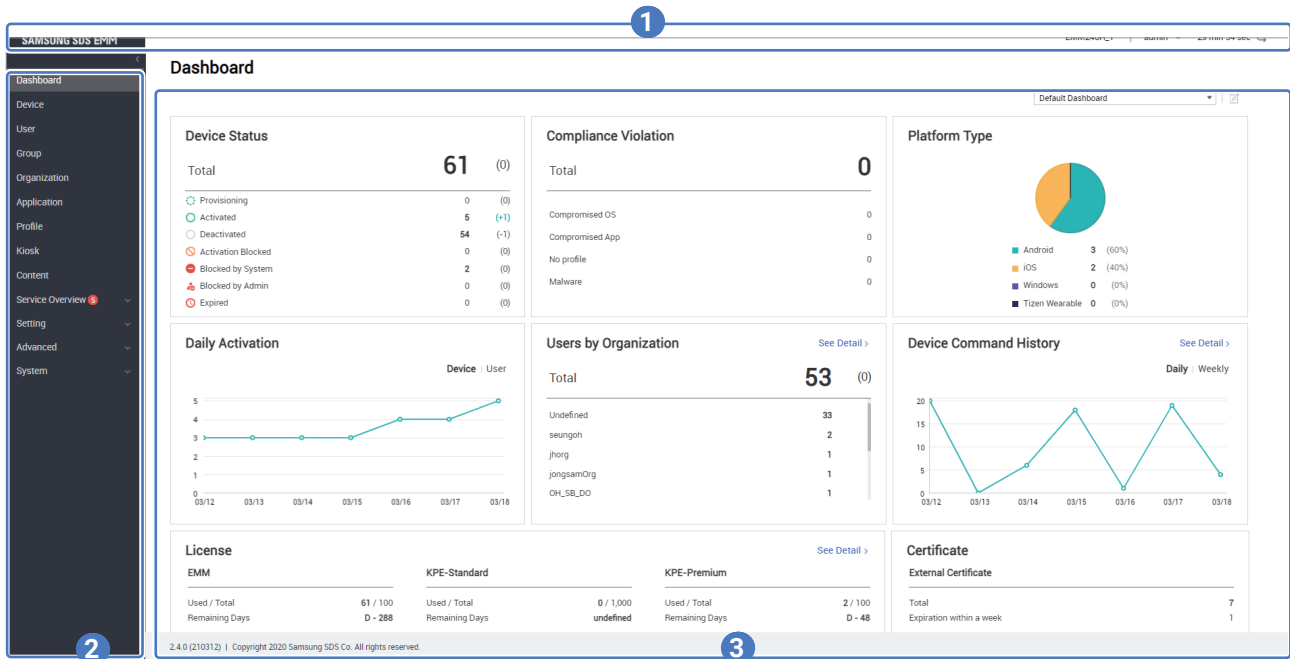 1
SAMSUNG SDS EMM
EMM240H_1 | admin 29 min 54 sec
Dashboard
Device
User
Group
Organization
Application
Profile
Kiosk
Content
Service Overview 5
Setting
Advanced
System
2
Dashboard
Default Dashboard
Device Status
Total 61 (0)
Provisioning 0 (0)
Activated 5 (+1)
Deactivated 54 (-1)
Activation Blocked 0 (0)
Blocked by System 2 (0)
Blocked by Admin 0 (0)
Expired 0 (0)
Compliance Violation
Total 0
Compromised OS 0
Compromised App 0
No profile 0
Malware 0
Platform Type
Android 3 (60%)
iOS 2 (40%)
Windows 0 (0%)
Tizen Wearable 0 (0%)
Daily Activation
Device | User
5
4
3
2
1
0
03/12 03/13 03/14 03/15 03/16 03/17 03/18
Users by Organization See Detail >
Total 53 (0)
Undefined 33
seungoh 2
jhorg 1
jongsamOrg 1
OH_SB_DO 1
Device Command History See Detail >
Daily | Weekly
20
15
10
5
0
03/12 03/13 03/14 03/15 03/16 03/17 03/18
License See Detail >
EMM
Used / Total 61 / 100
Remaining Days D - 288
KPE-Standard
Used / Total 0 / 1,000
Remaining Days undefined
KPE-Premium
Used / Total 2 / 100
Remaining Days D - 48
Certificate
External Certificate
Total 7
Expiration within a week 1
2.4.0 (210312) | Copyright 2020 Samsung SDS Co. All rights reserved.
3